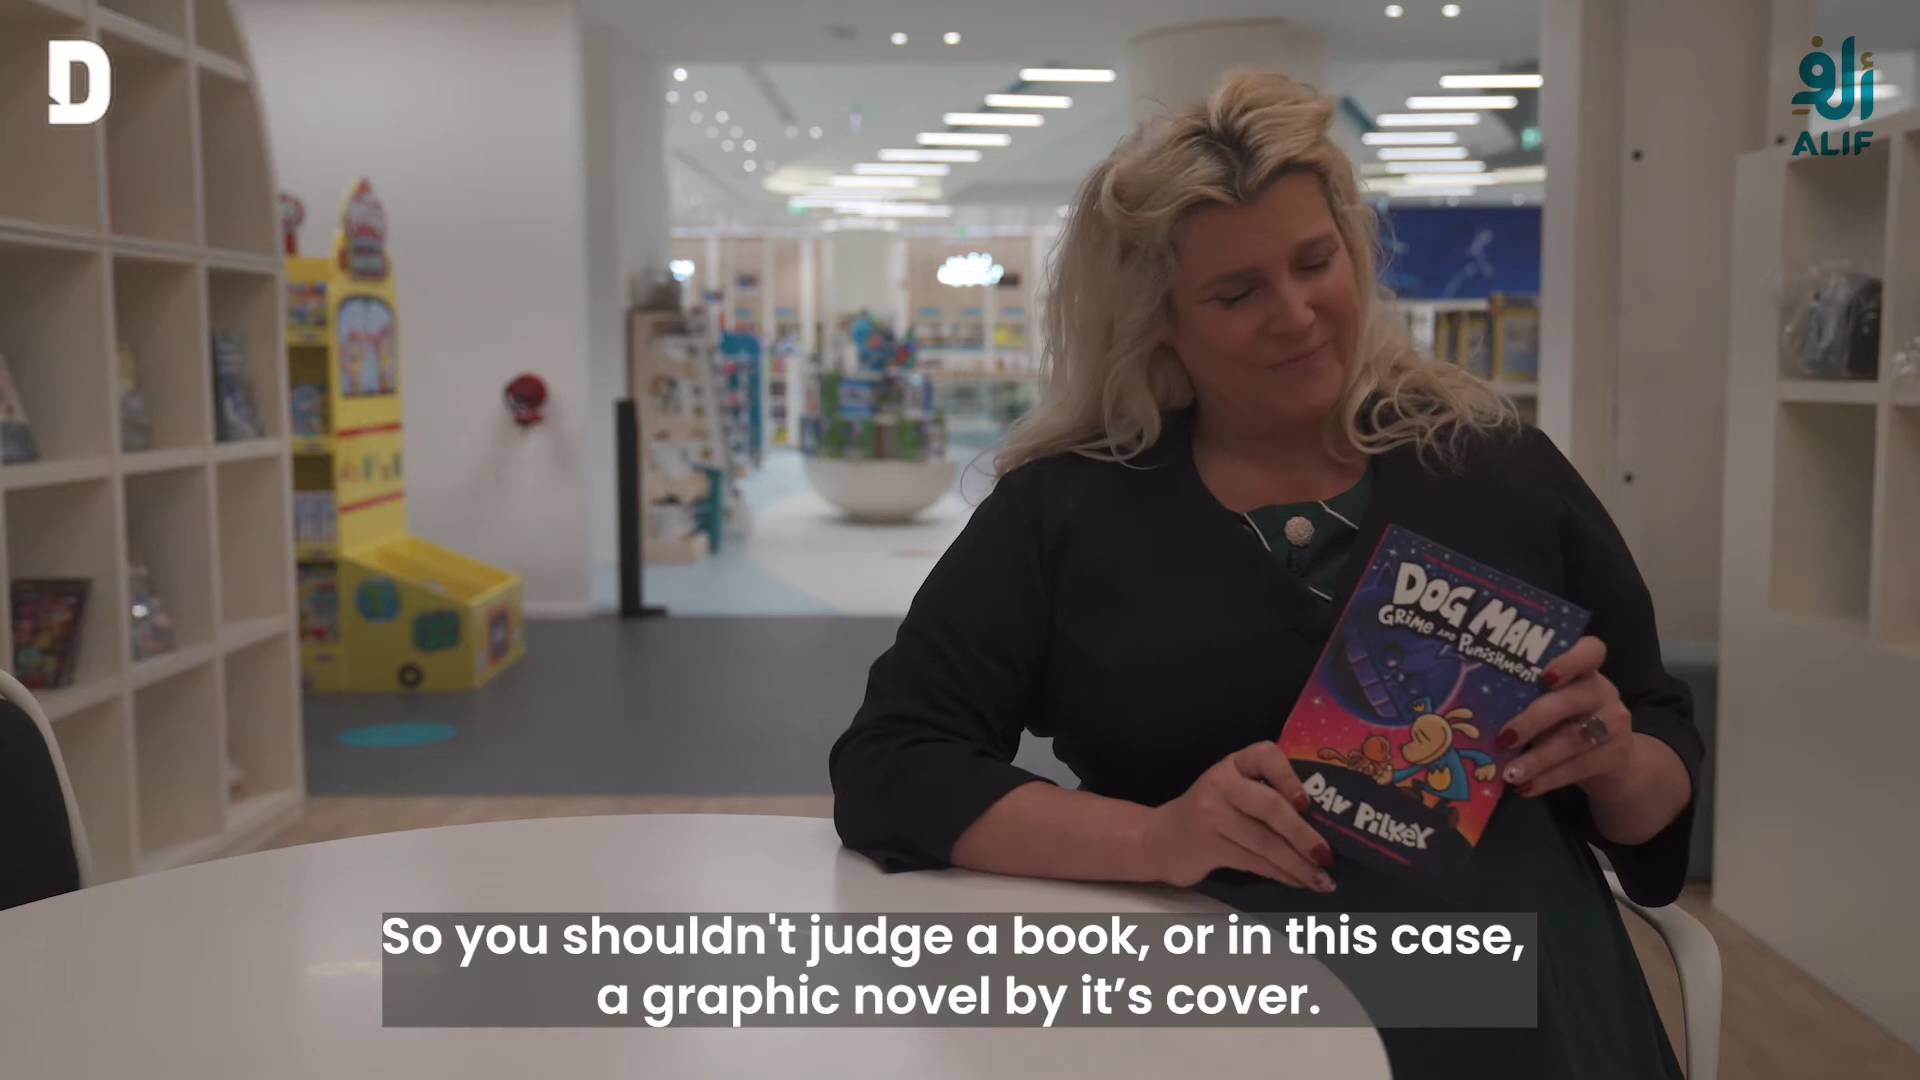 D
ألف
ALIF
DOG MAN
GRIME AND PUNISHMENT
DAV PILKEY
So you shouldn't judge a book, or in this case,
a graphic novel by it’s cover.